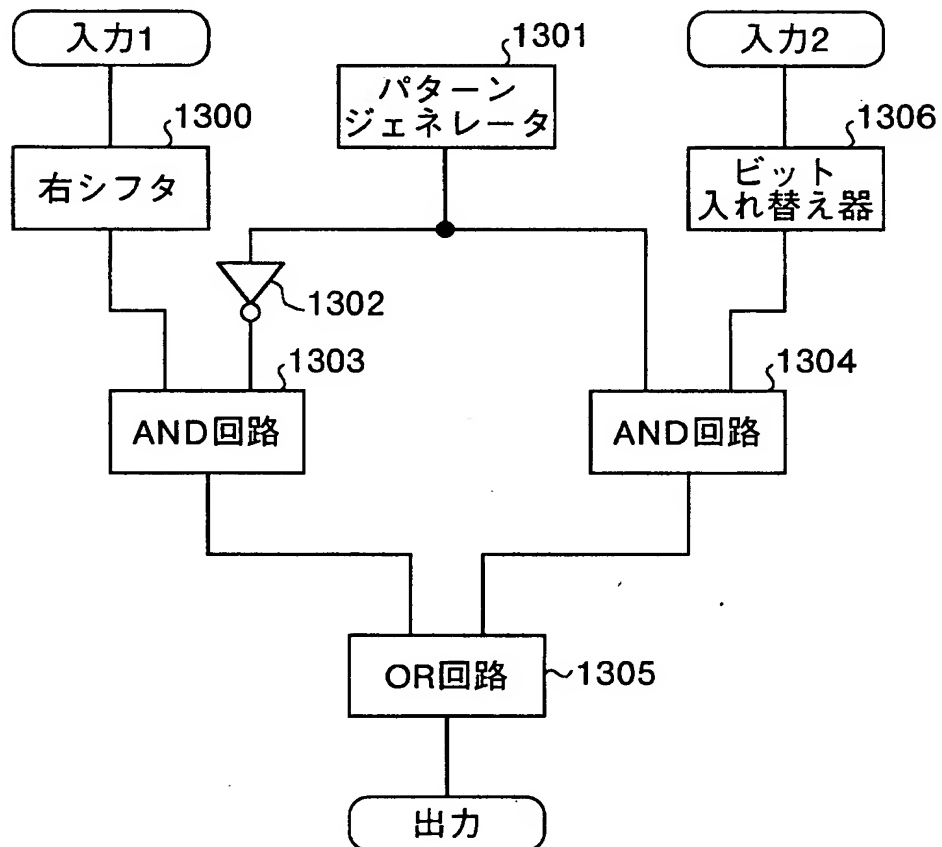 入力1
1301
入力2
パターン
ジェネレータ
1300
1306
右シフタ
ビット
入れ替え器
1302
1303
1304
AND回路
AND回路
OR回路
1305
出力